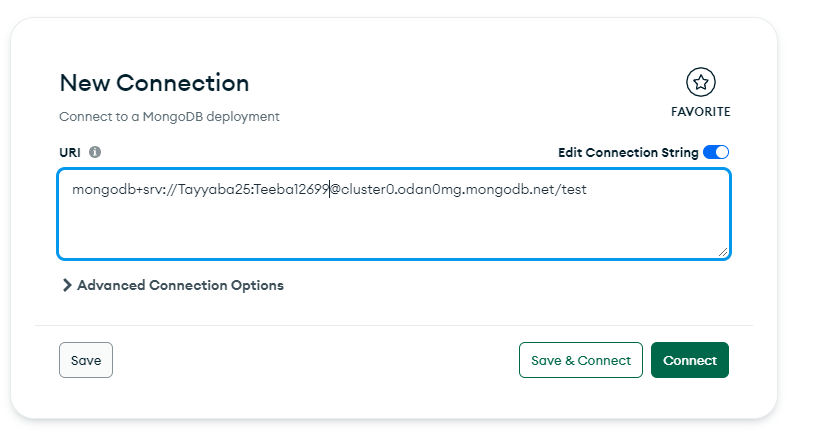 New Connection
FAVORITE
Connect to a MongoDB deployment
URI
Edit Connection String
mongodb+srv://Tayyaba25:Teeba12699@cluster0.odan0mg.mongodb.net/test
Advanced Connection Options
Save
Save & Connect
Connect